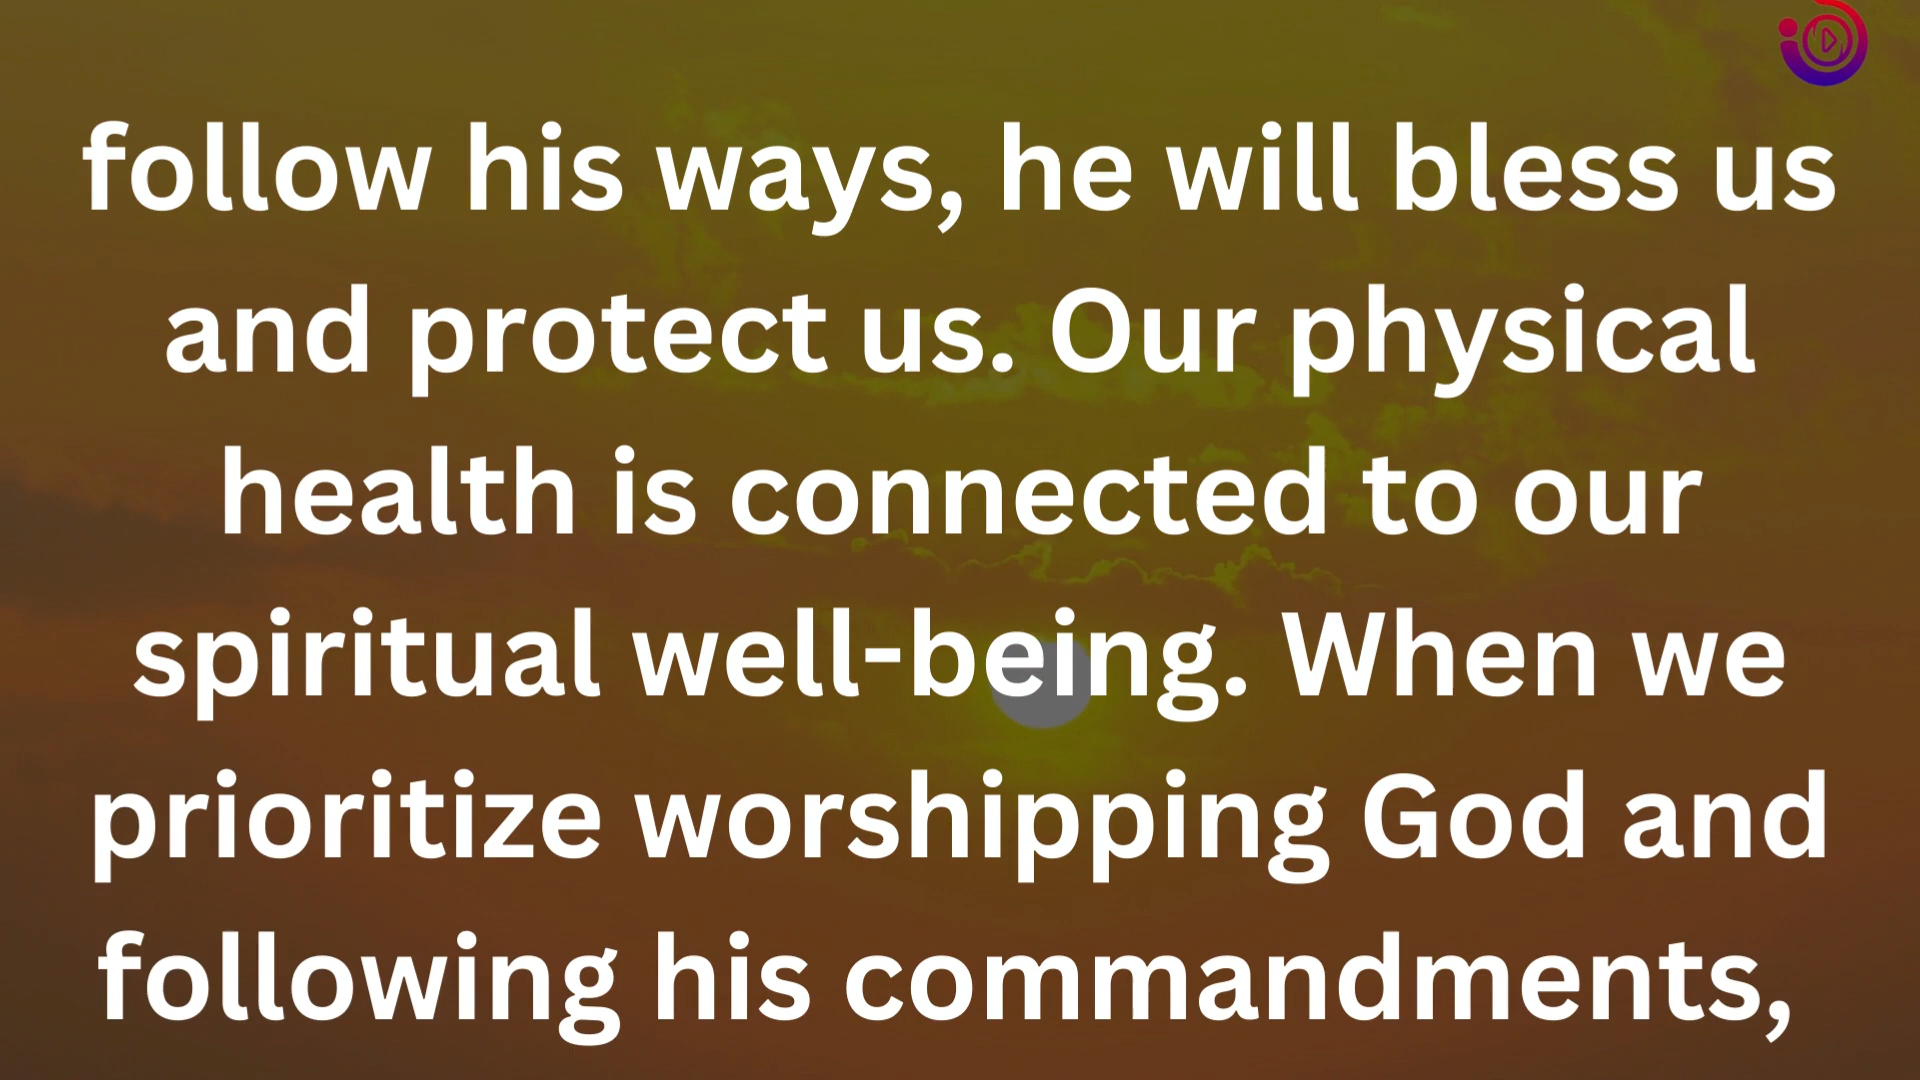 follow his ways, he will bless us
and protect us. Our physical
health is connected to our
spiritual well-being. When we
prioritize worshipping God and
following his commandments,